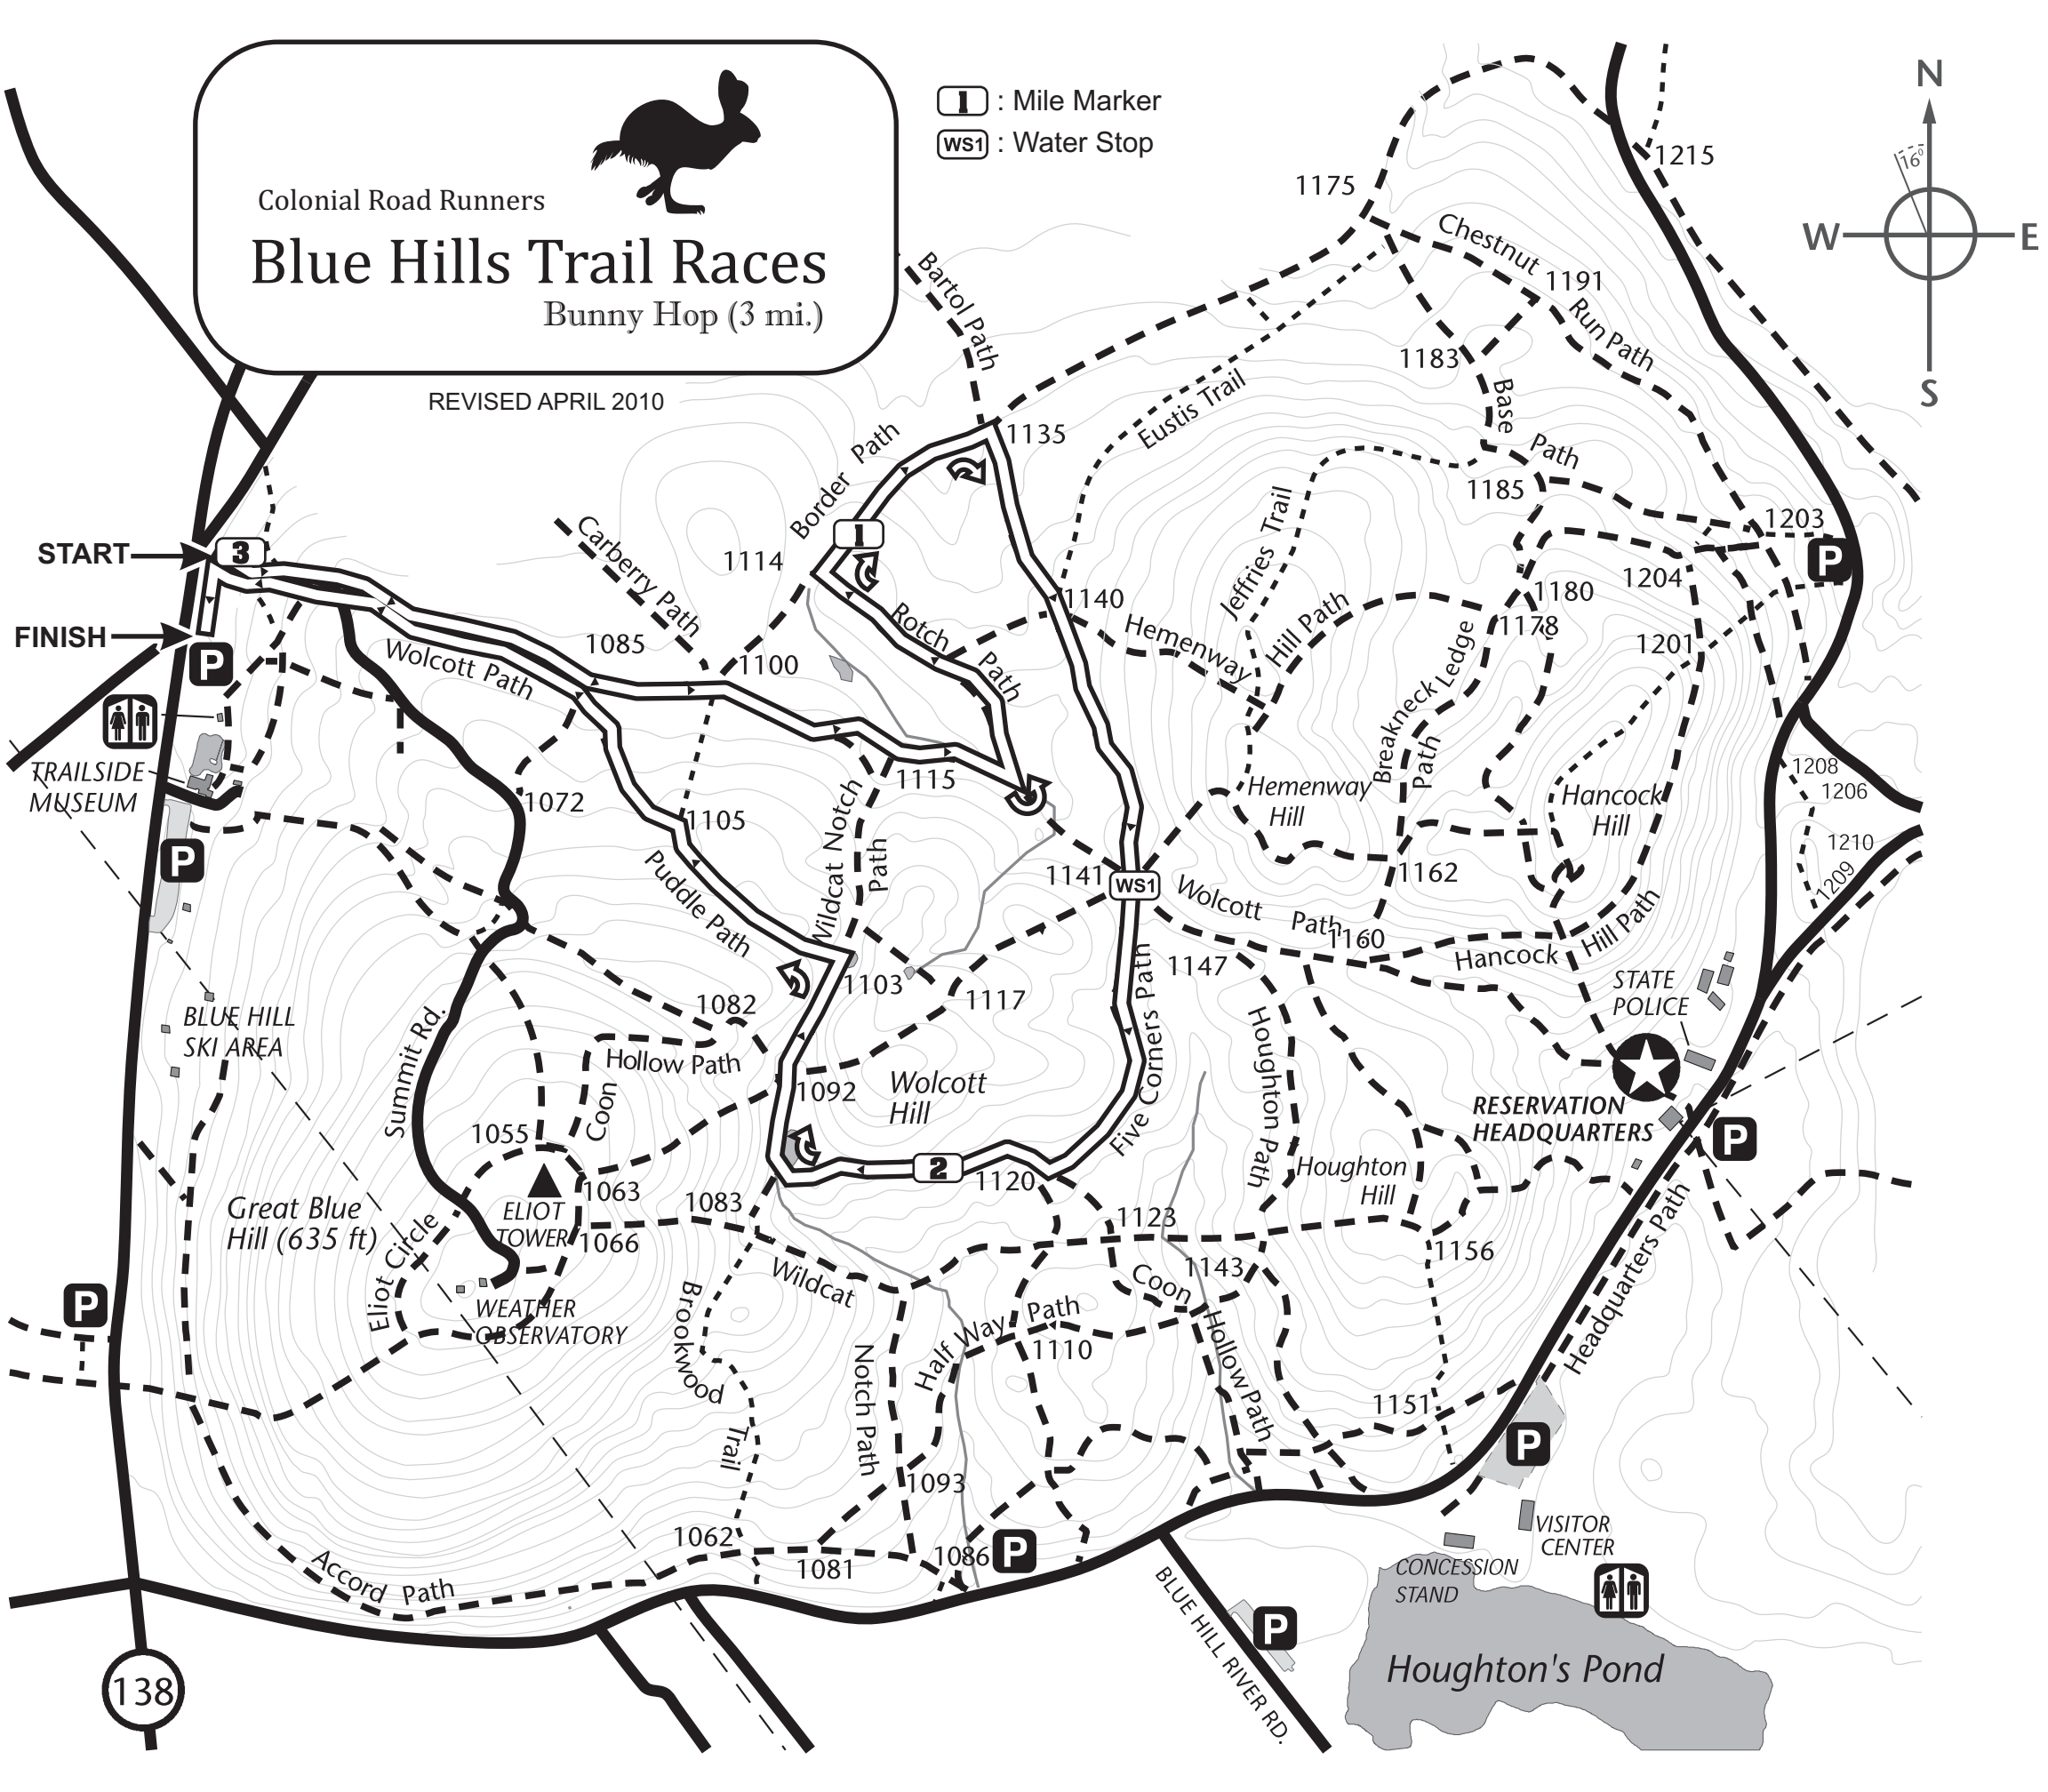 Colonial Road Runners
Blue Hills Trail Races
Bunny Hop (3 mi.)
REVISED APRIL 2010
1 : Mile Marker
WS1 : Water Stop
N
16°
W
E
S
1215
1175
Chestnut
1191
Run Path
Bartol Path
1183
Eustis Trail
Base
Path
1135
Border Path
1185
1203
P
START
3
1
1114
Carberry Path
Jeffries Trail
1204
1180
1140
Rotch
Path
Hemenway
Hill Path
1178
1201
FINISH
P
1085
1100
Wolcott Path
Breakneck Ledge
Path
TRAILSIDE
MUSEUM
1072
1115
Hemenway
Hill
Hancock
Hill
1208
1206
1210
1209
P
1105
Wildcat Notch
Path
Puddle Path
1141
WS1
1162
Wolcott Path
1160
Hancock
Hill Path
1103
1117
1147
STATE
POLICE
BLUE HILL
SKI AREA
Summit Rd.
1082
Hollow Path
Coon
1092
Wolcott
Hill
Five Corners Path
Houghton Path
RESERVATION
HEADQUARTERS
P
1055
1063
2
1120
Houghton
Hill
Great Blue
Hill (635 ft)
ELIOT
TOWER
1083
1066
1123
1156
Headquarters Path
Eliot Circle
WEATHER
OBSERVATORY
Wildcat
Notch Path
Brookwood
Trail
Coon
Hollow Path
1143
Half Way Path
1110
P
1151
P
1093
VISITOR
CENTER
1062
1081
1086
P
CONCESSION
STAND
Accord Path
BLUE HILL RIVER RD.
P
Houghton's Pond
138